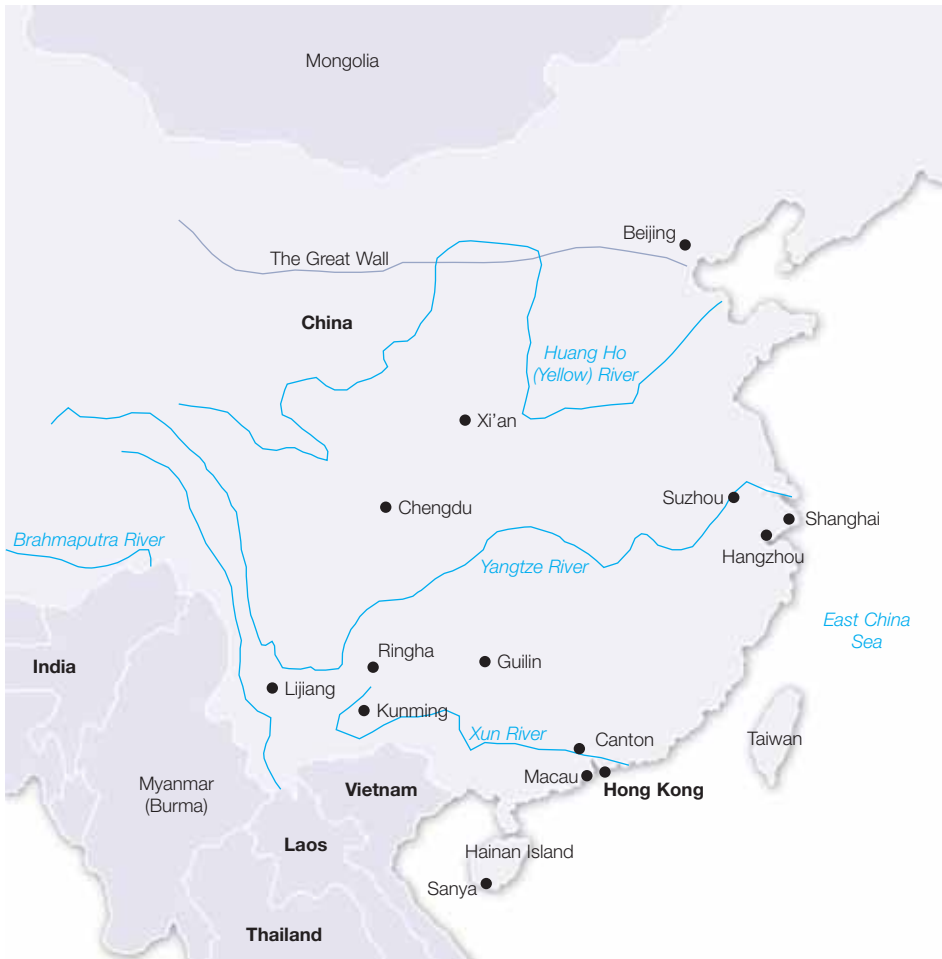 Mongolia
Beijing
The Great Wall
China
Huang Ho
(Yellow) River
Xi’an
Suzhou
Chengdu
Shanghai
Brahmaputra River
Hangzhou
Yangtze River
East China
Sea
Ringha
Guilin
India
Lijiang
Kunming
Xun River
Canton
Taiwan
Macau
Myanmar
(Burma)
Vietnam
Hong Kong
Laos
Hainan Island
Sanya
Thailand